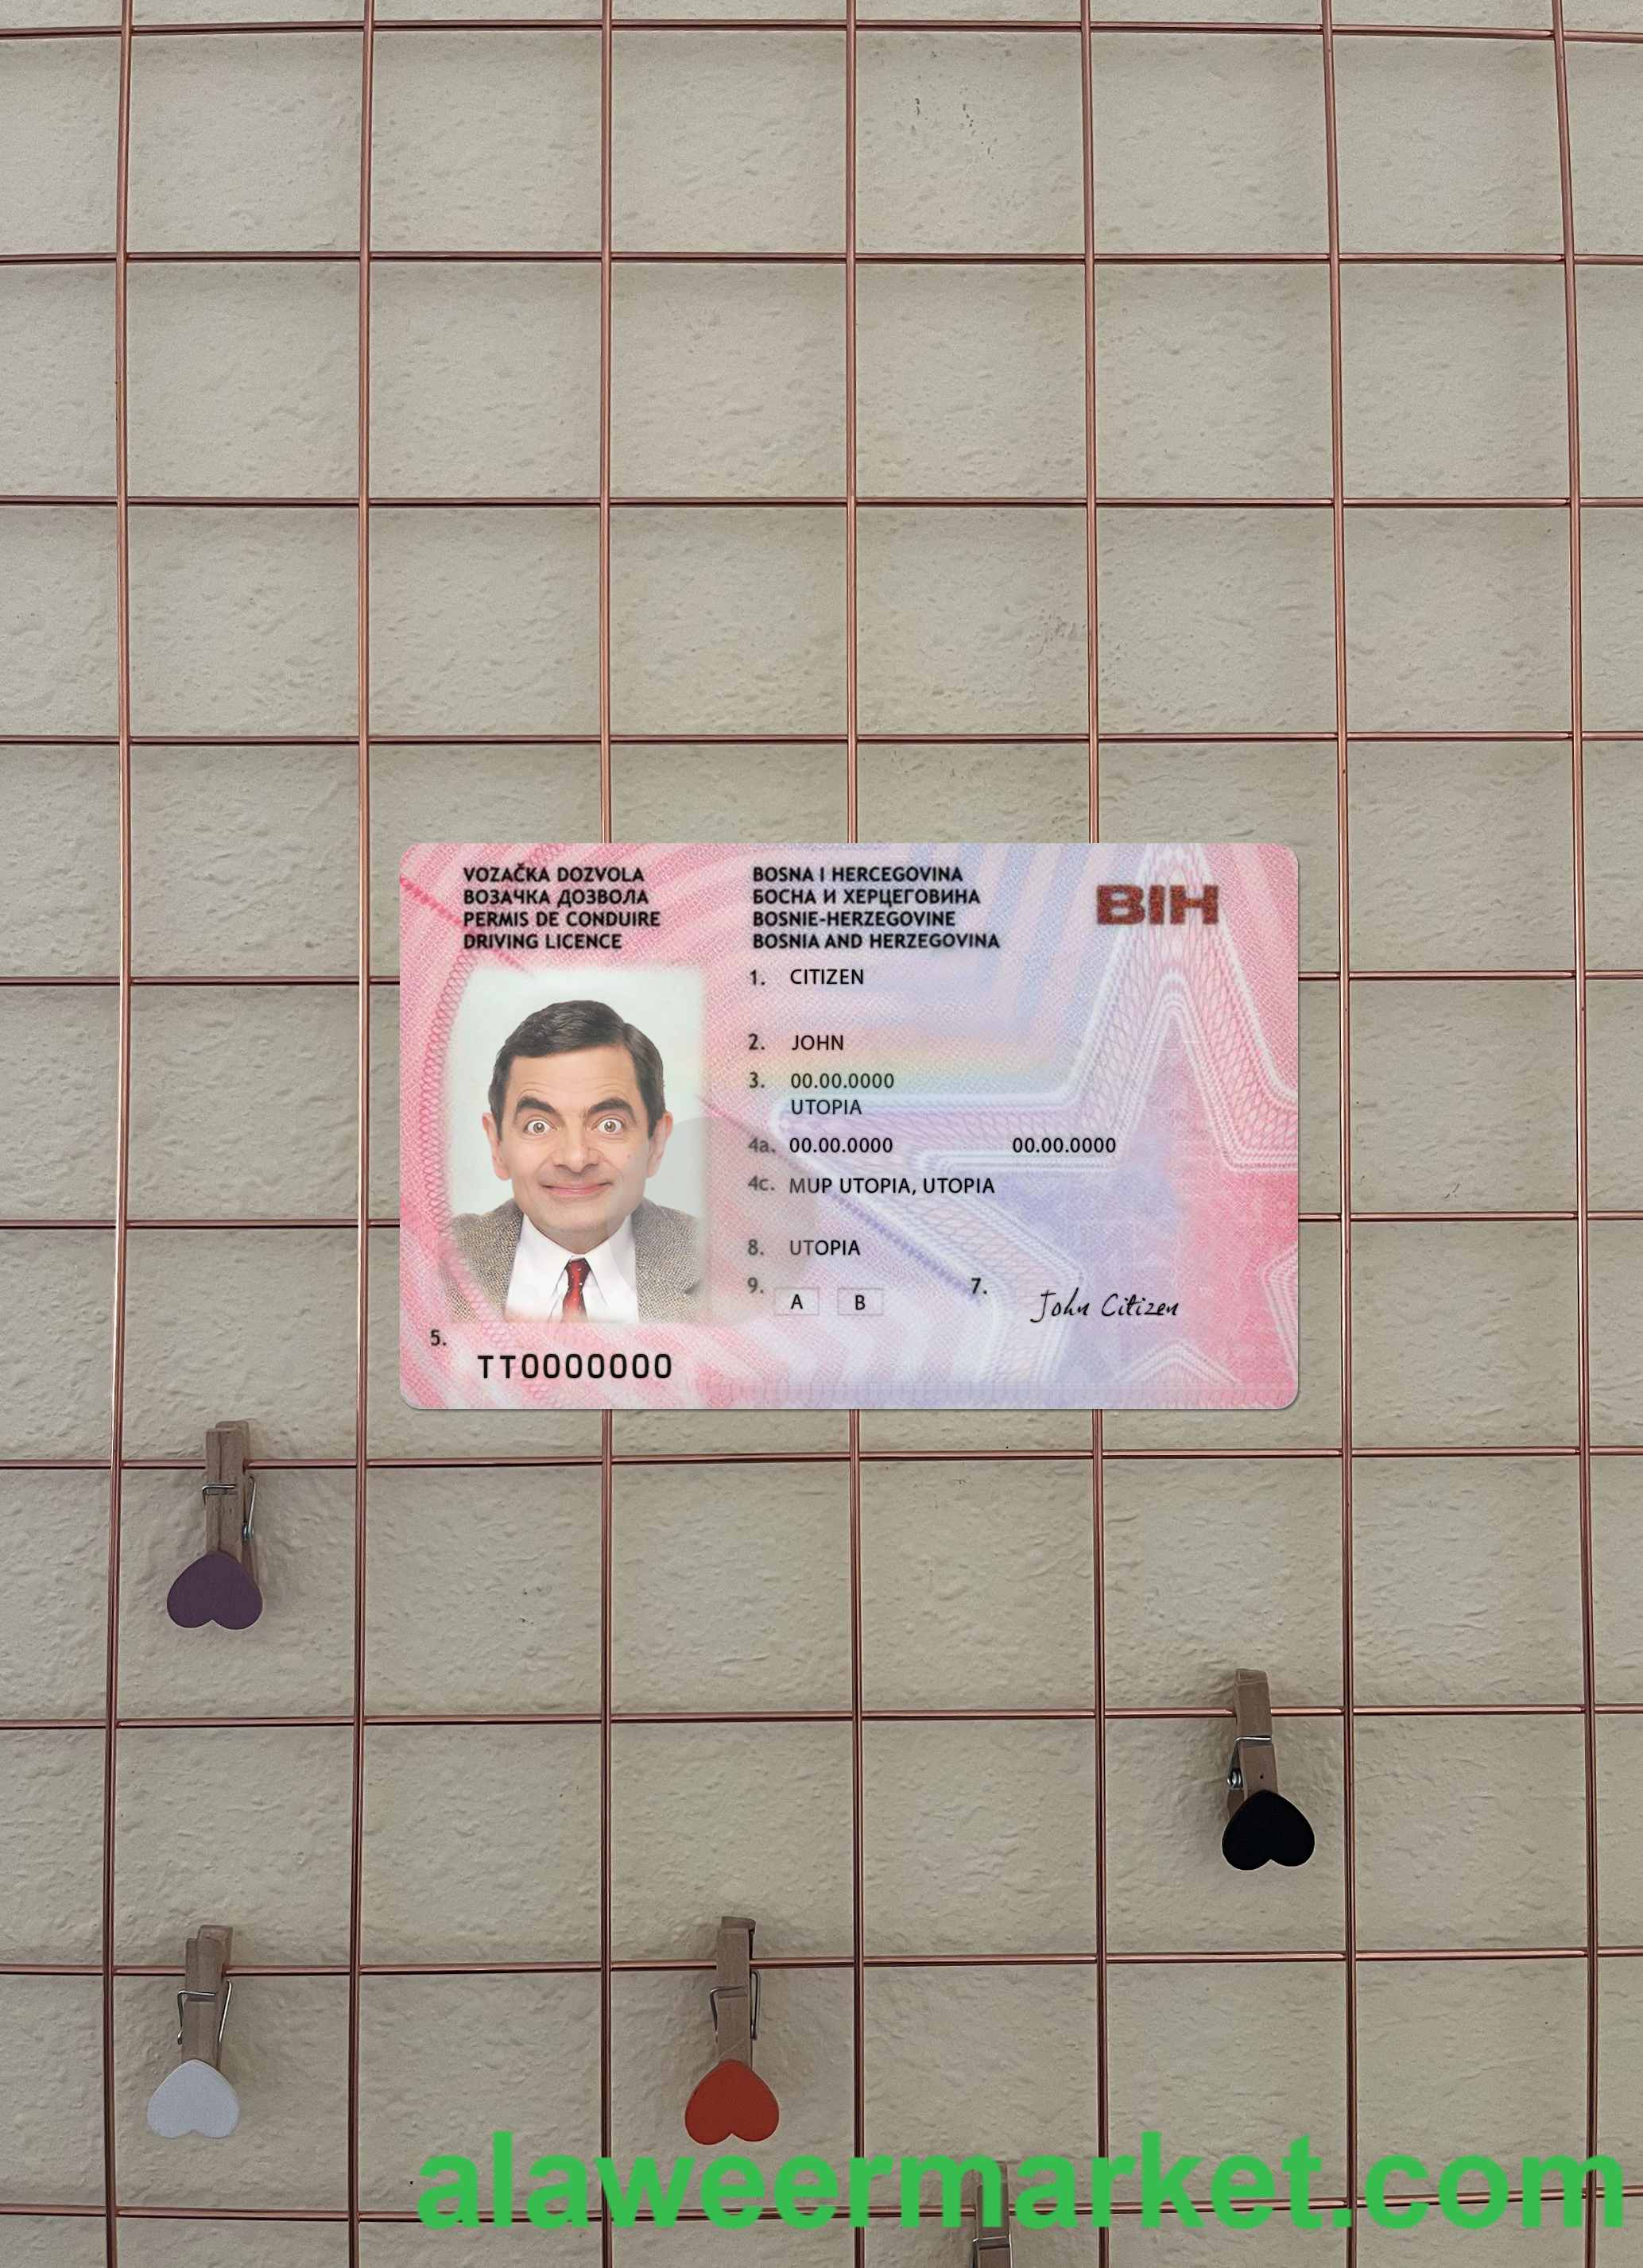 VOZAČKA DOZVOLA
ВОЗАЧКА ДОЗВОЛА
PERMIS DE CONDUIRE
DRIVING LICENCE
BOSNA I HERCEGOVINA
БОСНА И ХЕРЦЕГОВИНА
BOSNIE-HERZEGOVINE
BOSNIA AND HERZEGOVINA
BIH
1. CITIZEN
2. JOHN
3. 00.00.0000
UTOPIA
4a. 00.00.0000 00.00.0000
4c. MUP UTOPIA, UTOPIA
8. UTOPIA
9. A B
7. John Citizen
5.
TT0000000
alaweermarket.com